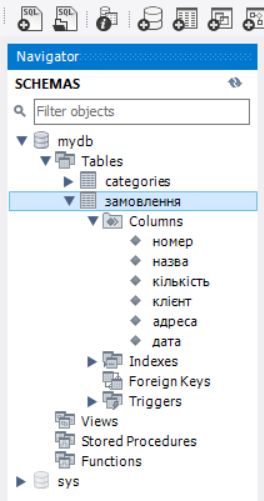 SQL SQL
Navigator
SCHEMAS
Filter objects
mydb
Tables
categories
замовлення
Columns
номер
назва
кількість
клієнт
адреса
дата
Indexes
Foreign Keys
Triggers
Views
Stored Procedures
Functions
sys